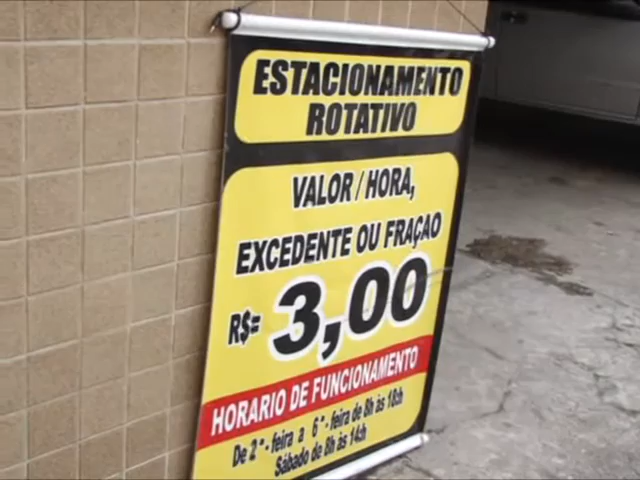 ESTACIONAMENTO
ROTATIVO
VALOR / HORA,
EXCEDENTE OU FRAÇAO
R$= 3,00
HORARIO DE FUNCIONAMENTO
De 2ª- feira a 6ª- feira de 8h às 18h
Sábado de 8h às 14h